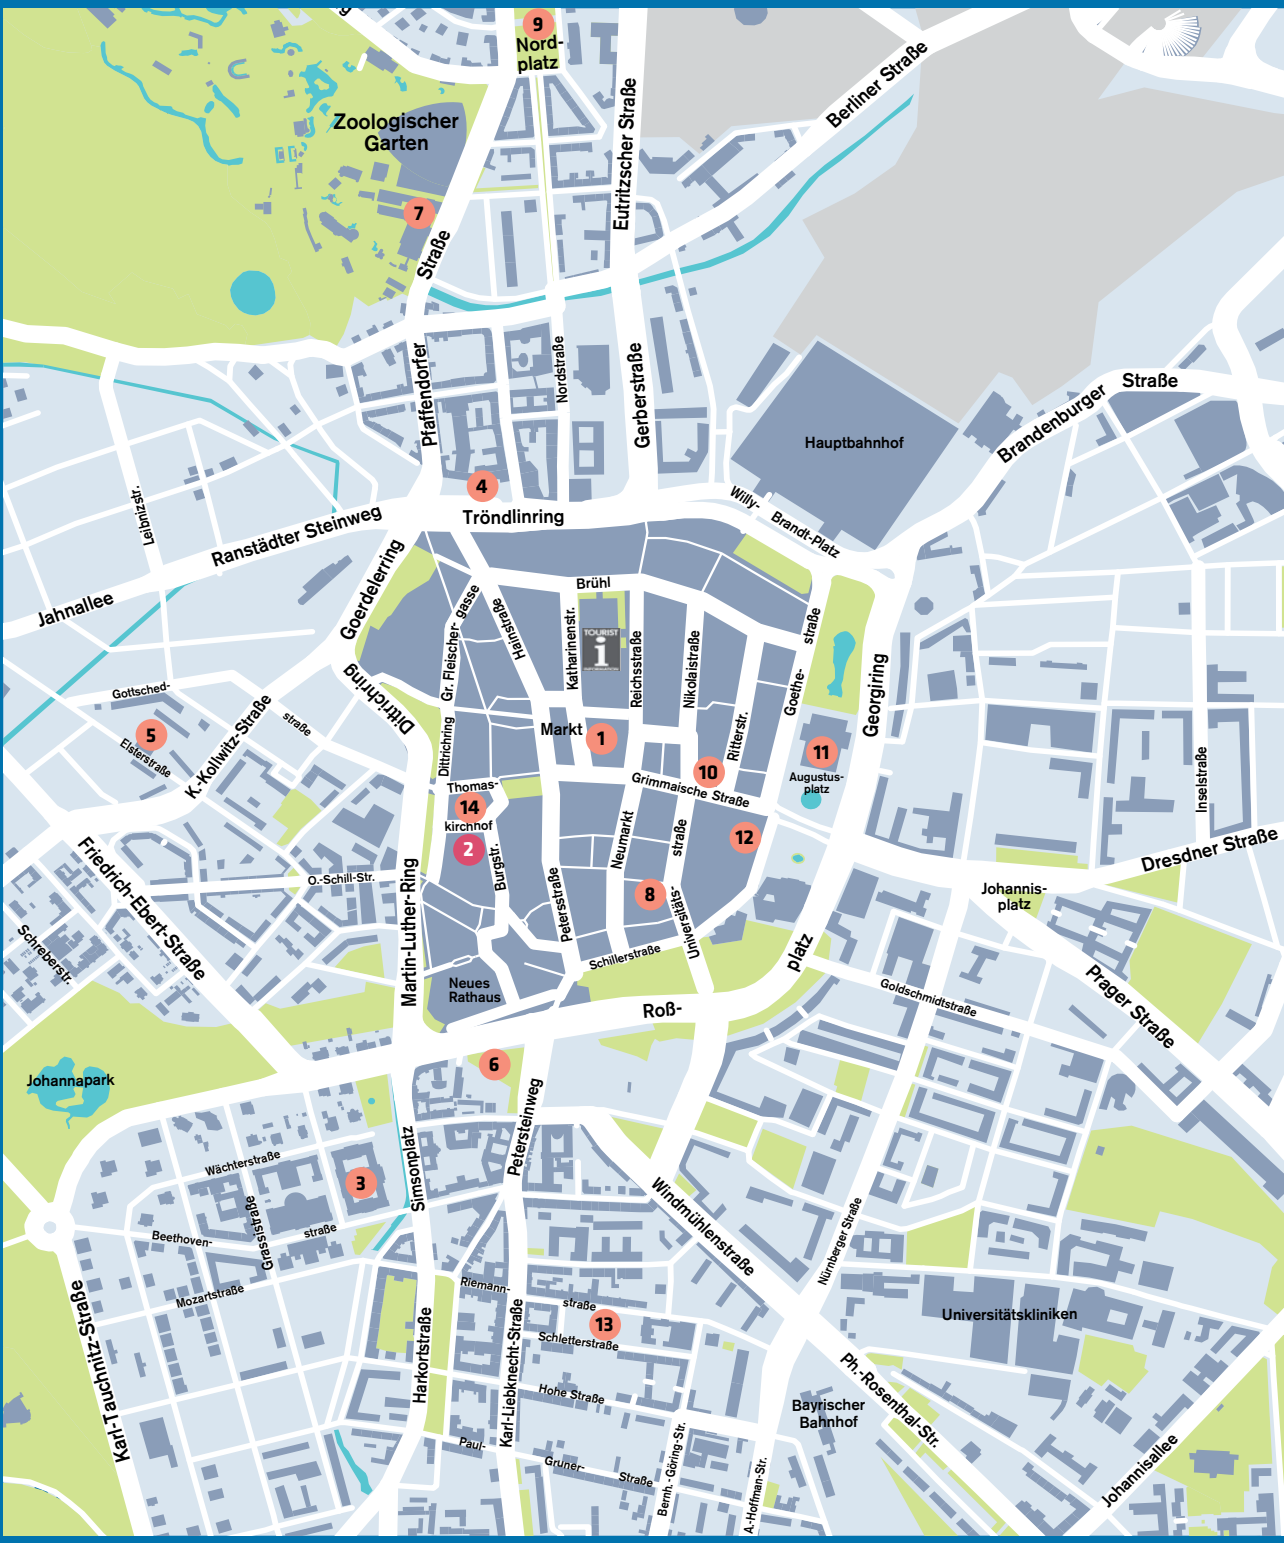 g
9
Nord-
platz
Zoologischer
Garten
Eutritzscher Straße
Berliner Straße
7
Straße
Pfaffendorfer
Nordstraße
Gerberstraße
Brandenburger
Straße
Hauptbahnhof
4
Tröndlinring
Willy-
Brandt-Platz
Leibnizstr.
Ranstädter Steinweg
Jahnallee
Goerdelerring
Brühl
Gr. Fleischer-
gasse
Hainstraße
Katharinenstr.
TOURIST
i
INFORMATION
Reichsstraße
Nikolaistraße
Ritterstr.
Goethe-
straße
Georgiring
Dittrichring
Dittrichring
Gottsched-
straße
5
Elsterstraße
K.-Kollwitz-Straße
Markt
1
10
11
Augustus-
platz
Grimmaische Straße
Inselstraße
Thomas-
14
kirchhof
2
Burgstr.
Petersstraße
Neumarkt
Universitäts-
straße
12
8
Dresdner Straße
Johannis-
platz
Friedrich-Ebert-Straße
O.-Schill-Str.
Martin-Luther-Ring
Schreberstr.
Schillerstraße
Neues
Rathaus
Roß-
platz
Goldschmidtstraße
Prager Straße
Johannapark
6
Petersteinweg
Simsonplatz
Wächterstraße
3
Grassistraße
Beethoven-
straße
Mozartstraße
Windmühlenstraße
Nürnberger Straße
Karl-Tauchnitz-Straße
Harkortstraße
Riemann-
straße
13
Schletterstraße
Karl-Liebknecht-Straße
Hohe Straße
Universitätskliniken
Ph.-Rosenthal-Str.
Bayrischer
Bahnhof
Paul-
Gruner-
Straße
Bernh.-Göring-Str.
A.-Hoffman-Str.
Johannisallee